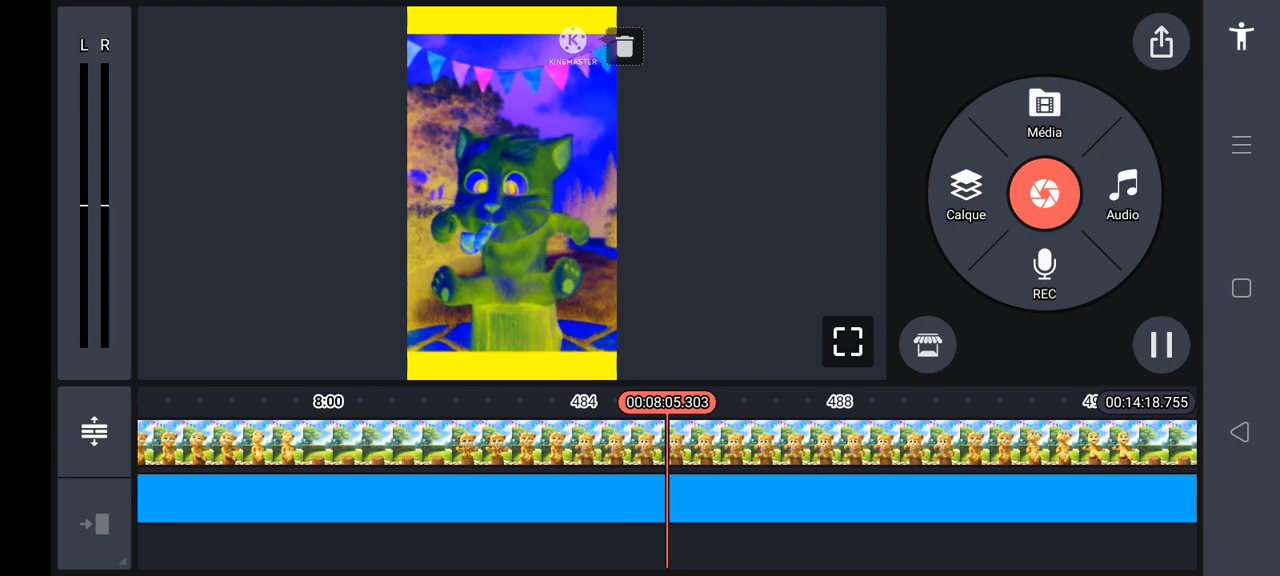 L R
KINEMASTER
Média
Calque
Audio
REC
8:00
484
00:08:05.303
488
00:14:18.755